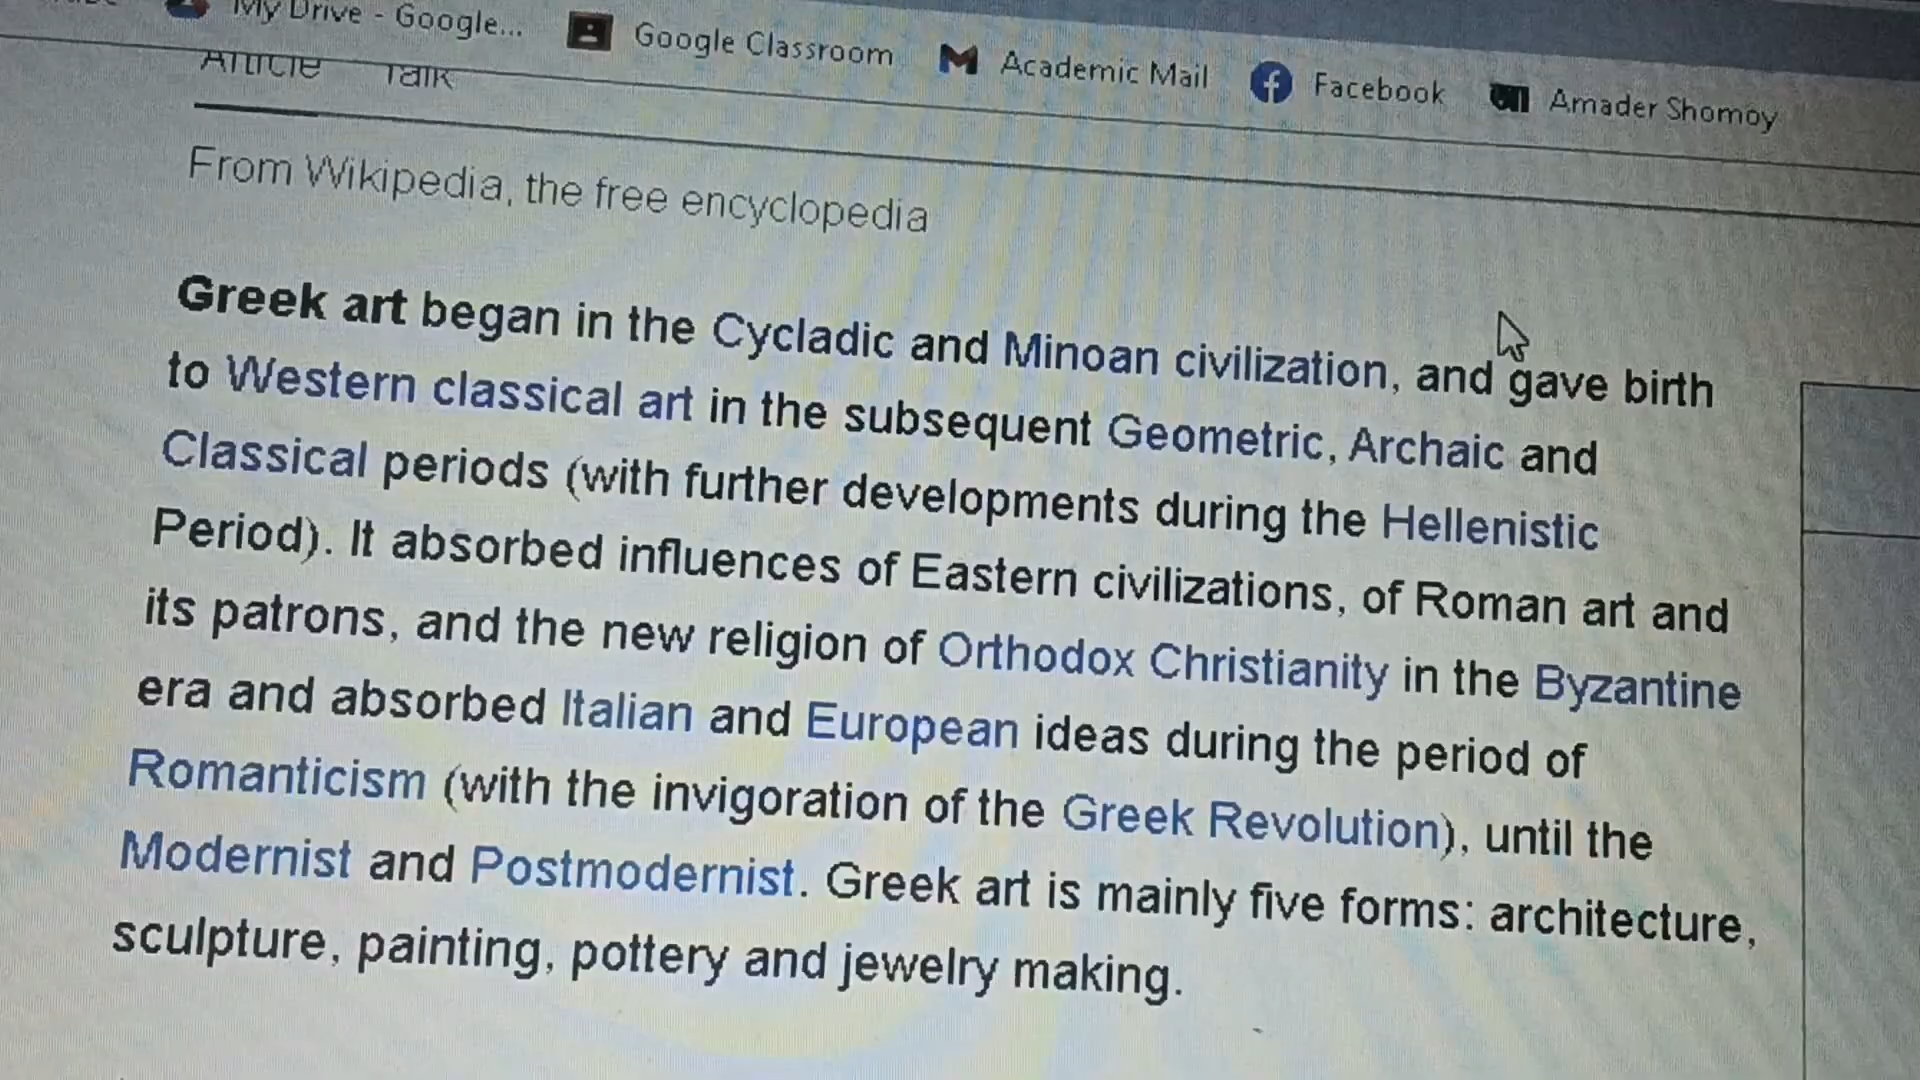 My Drive - Google...
Google Classroom
Academic Mail
Facebook
Amader Shomoy
Article Talk
From Wikipedia, the free encyclopedia
Greek art began in the Cycladic and Minoan civilization, and gave birth
to Western classical art in the subsequent Geometric, Archaic and
Classical periods (with further developments during the Hellenistic
Period). It absorbed influences of Eastern civilizations, of Roman art and
its patrons, and the new religion of Orthodox Christianity in the Byzantine
era and absorbed Italian and European ideas during the period of
Romanticism (with the invigoration of the Greek Revolution), until the
Modernist and Postmodernist. Greek art is mainly five forms: architecture,
sculpture, painting, pottery and jewelry making.